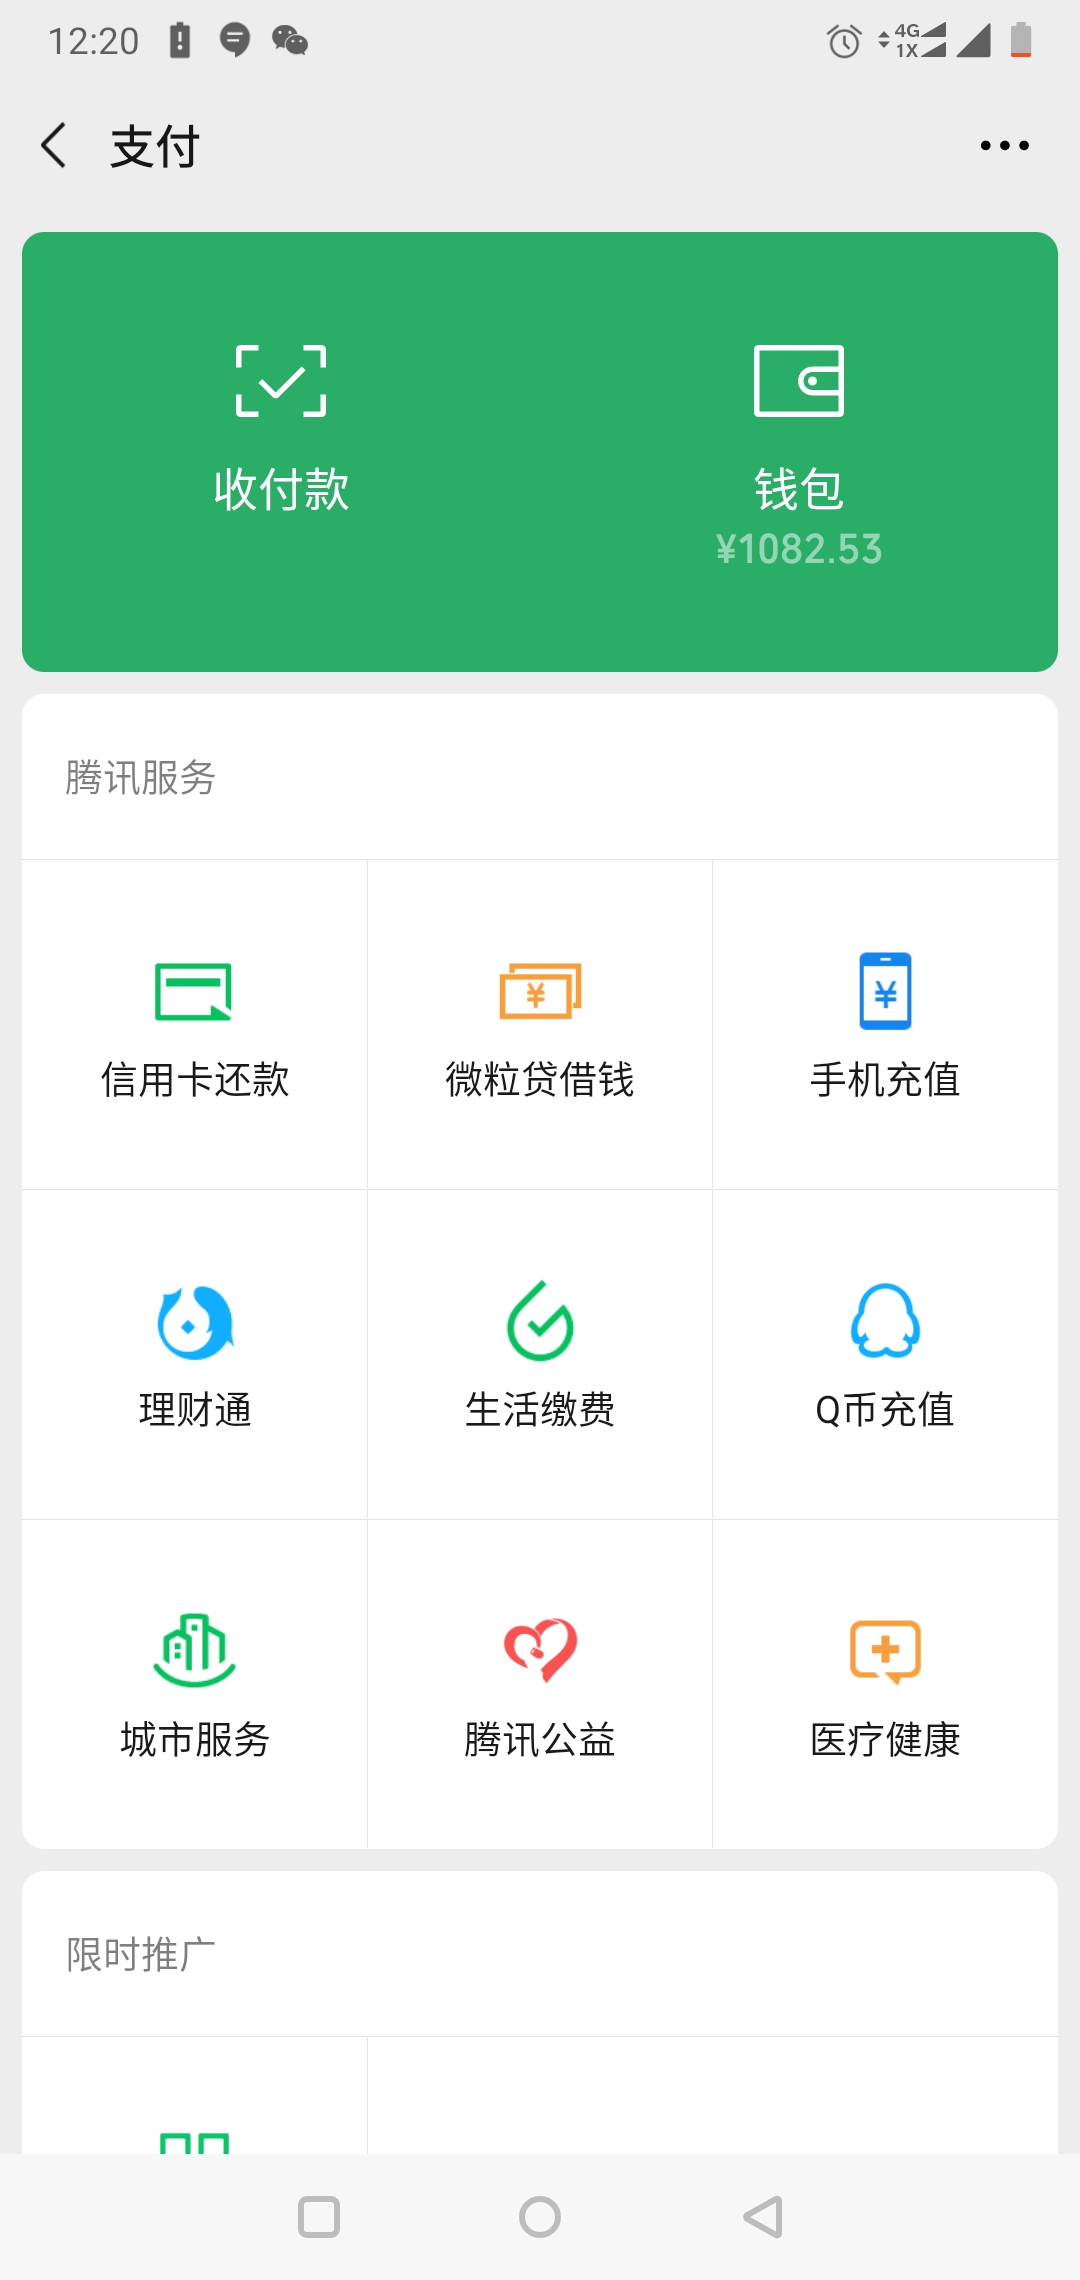 12:20
4G
1X
支付
收付款
钱包
¥1082.53
腾讯服务
信用卡还款
微粒贷借钱
手机充值
理财通
生活缴费
Q币充值
城市服务
腾讯公益
医疗健康
限时推广